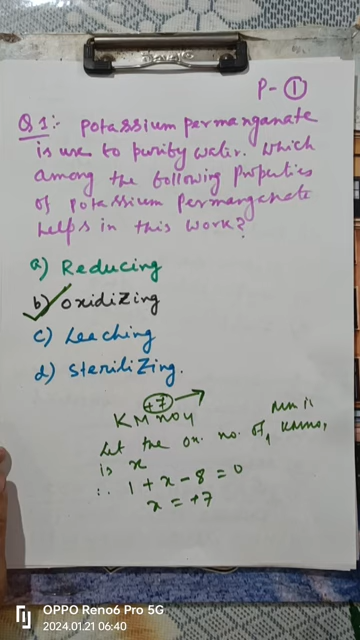 P- ①
Q1:- Potassium permanganate
is use to purity water. Which
among the following Properties
of Potassium Permanganate
helps in this work?
a) Reducing
b) Oxidizing
c) Leaching
d) Sterilizing.
+7
KMnO4
Let the ox. no. of Mn in KMnO4
is x
∴ 1 + x - 8 = 0
x = +7
OPPO Reno6 Pro 5G
2024.01.21 06:40